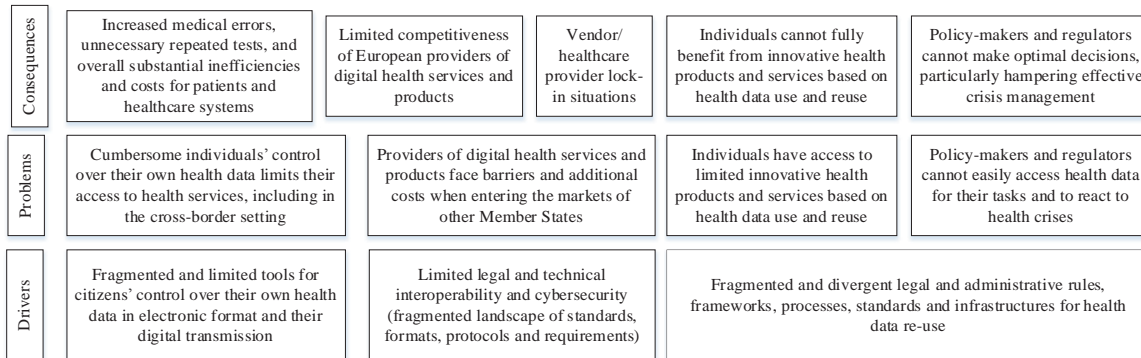 Consequences
Increased medical errors,
unnecessary repeated tests, and
overall substantial inefficiencies
and costs for patients and
healthcare systems
Limited competitiveness
of European providers of
digital health services and
products
Vendor/
healthcare
provider lock-
in situations
Individuals cannot fully
benefit from innovative health
products and services based on
health data use and reuse
Policy-makers and regulators
cannot make optimal decisions,
particularly hampering effective
crisis management
Problems
Cumbersome individuals’ control
over their own health data limits their
access to health services, including in
the cross-border setting
Providers of digital health services and
products face barriers and additional
costs when entering the markets of
other Member States
Individuals have access to
limited innovative health
products and services based on
health data use and reuse
Policy-makers and regulators
cannot easily access health data
for their tasks and to react to
health crises
Drivers
Fragmented and limited tools for
citizens’ control over their own health
data in electronic format and their
digital transmission
Limited legal and technical
interoperability and cybersecurity
(fragmented landscape of standards,
formats, protocols and requirements)
Fragmented and divergent legal and administrative rules,
frameworks, processes, standards and infrastructures for health
data re-use